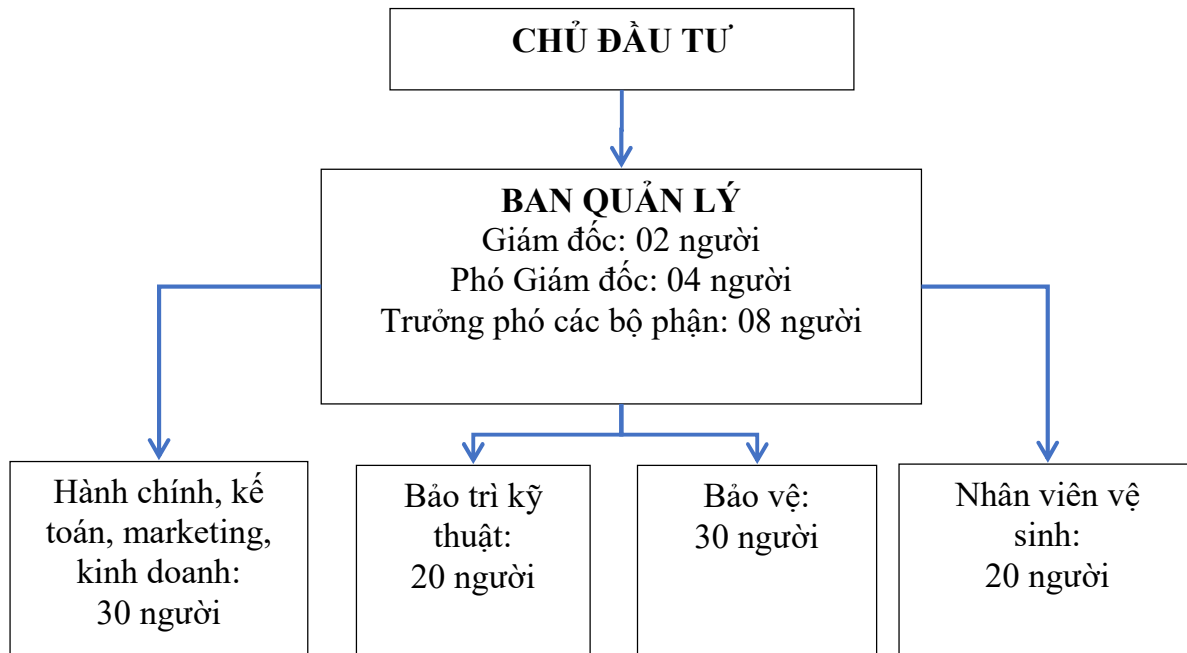 CHỦ ĐẦU TƯ
BAN QUẢN LÝ
Giám đốc: 02 người
Phó Giám đốc: 04 người
Trưởng phó các bộ phận: 08 người
Hành chính, kế
toán, marketing,
kinh doanh:
30 người
Bảo trì kỹ
thuật:
20 người
Bảo vệ:
30 người
Nhân viên vệ
sinh:
20 người